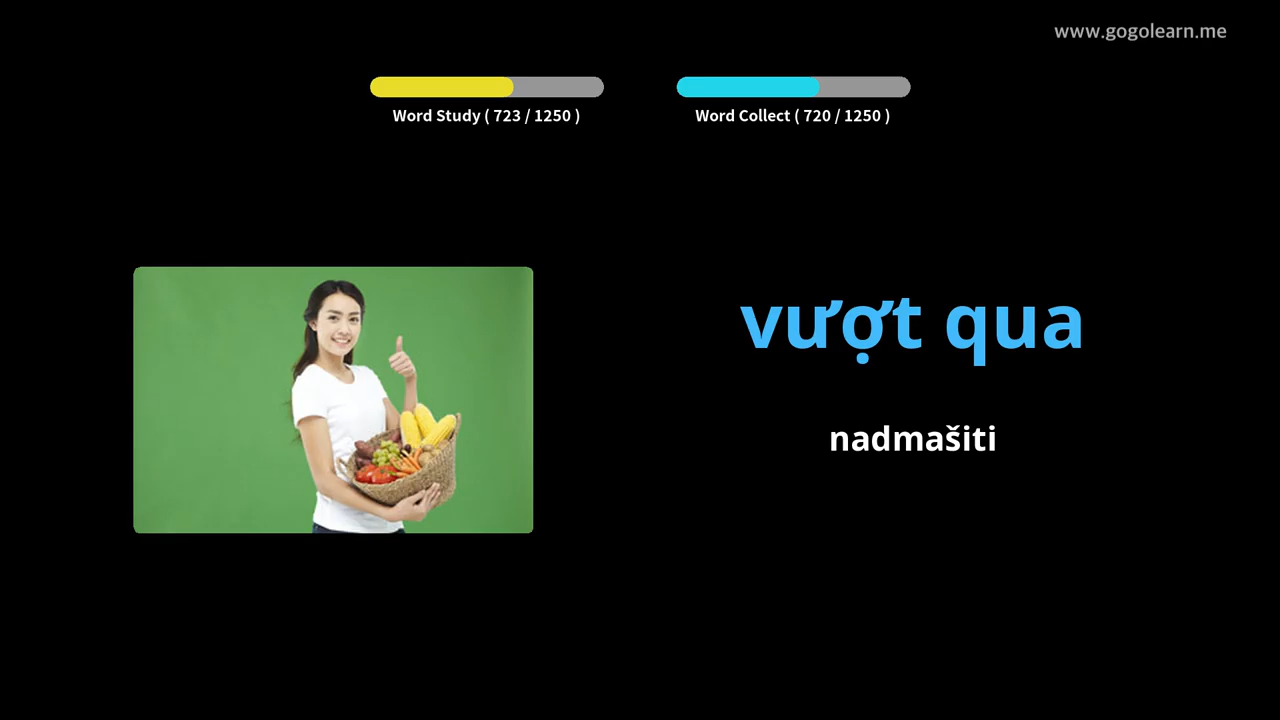 www.gogolearn.me
Word Study ( 723 / 1250 )
Word Collect ( 720 / 1250 )
vượt qua
nadmašiti